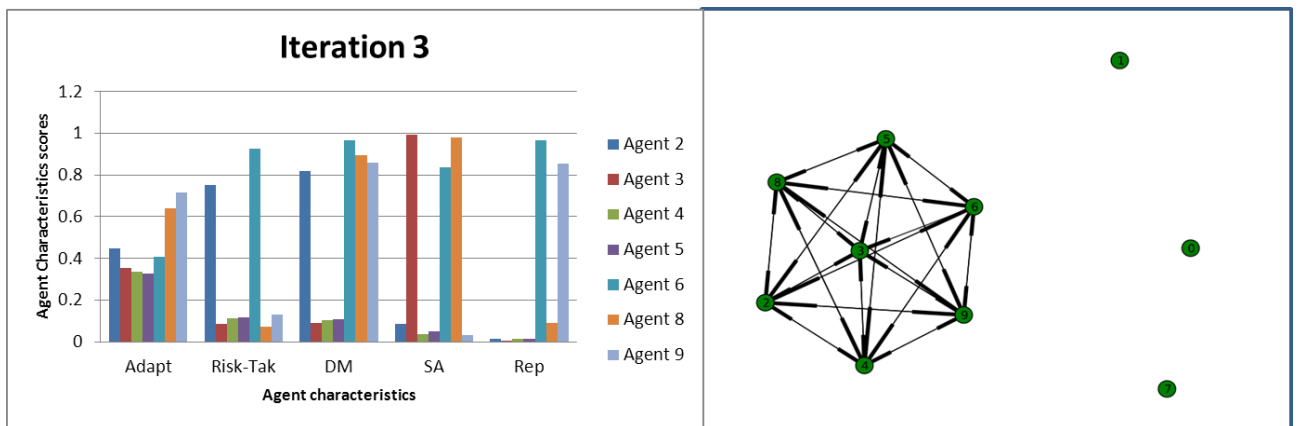 Iteration 3
Agent Characteristics scores
1.2
1
0.8
0.6
0.4
0.2
0
Adapt Risk-Tak DM SA Rep
Agent characteristics
Agent 2
Agent 3
Agent 4
Agent 5
Agent 6
Agent 8
Agent 9
1
5
8
6
3
0
2
9
4
7